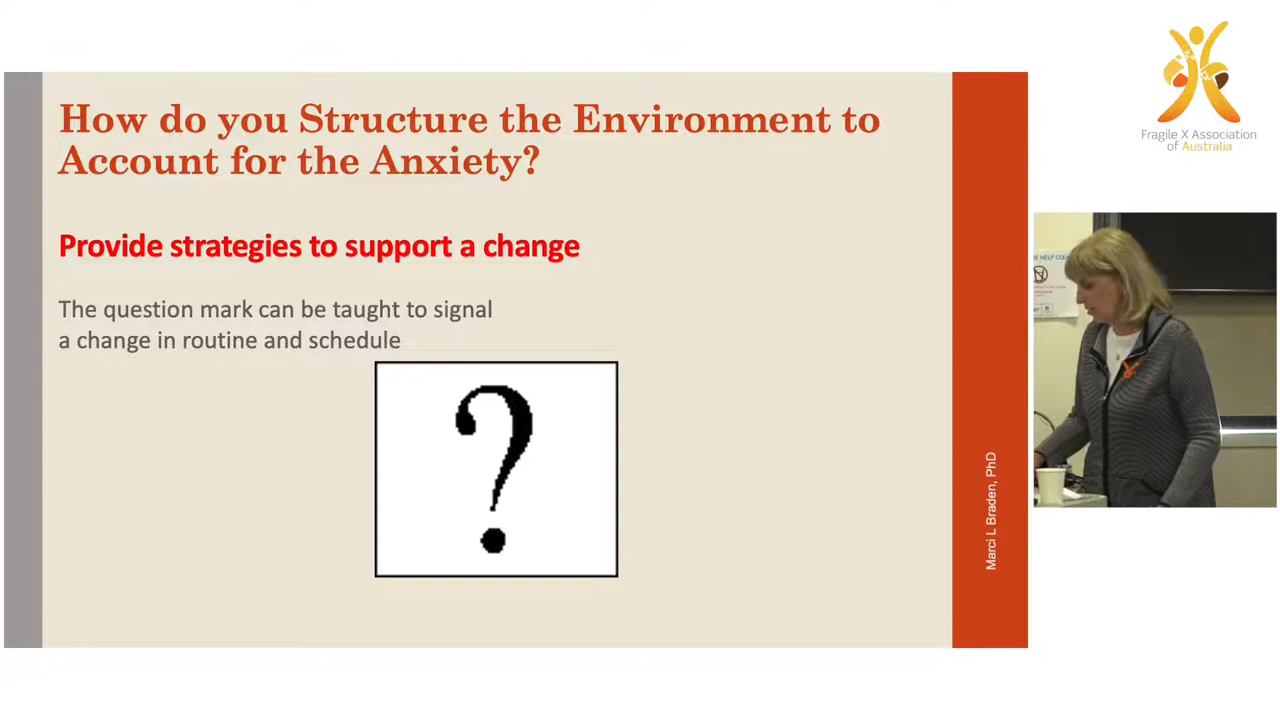 How do you Structure the Environment to
Account for the Anxiety?
Provide strategies to support a change
The question mark can be taught to signal
a change in routine and schedule
?
Marci L Braden, PhD
Fragile X Association
of Australia
HELP